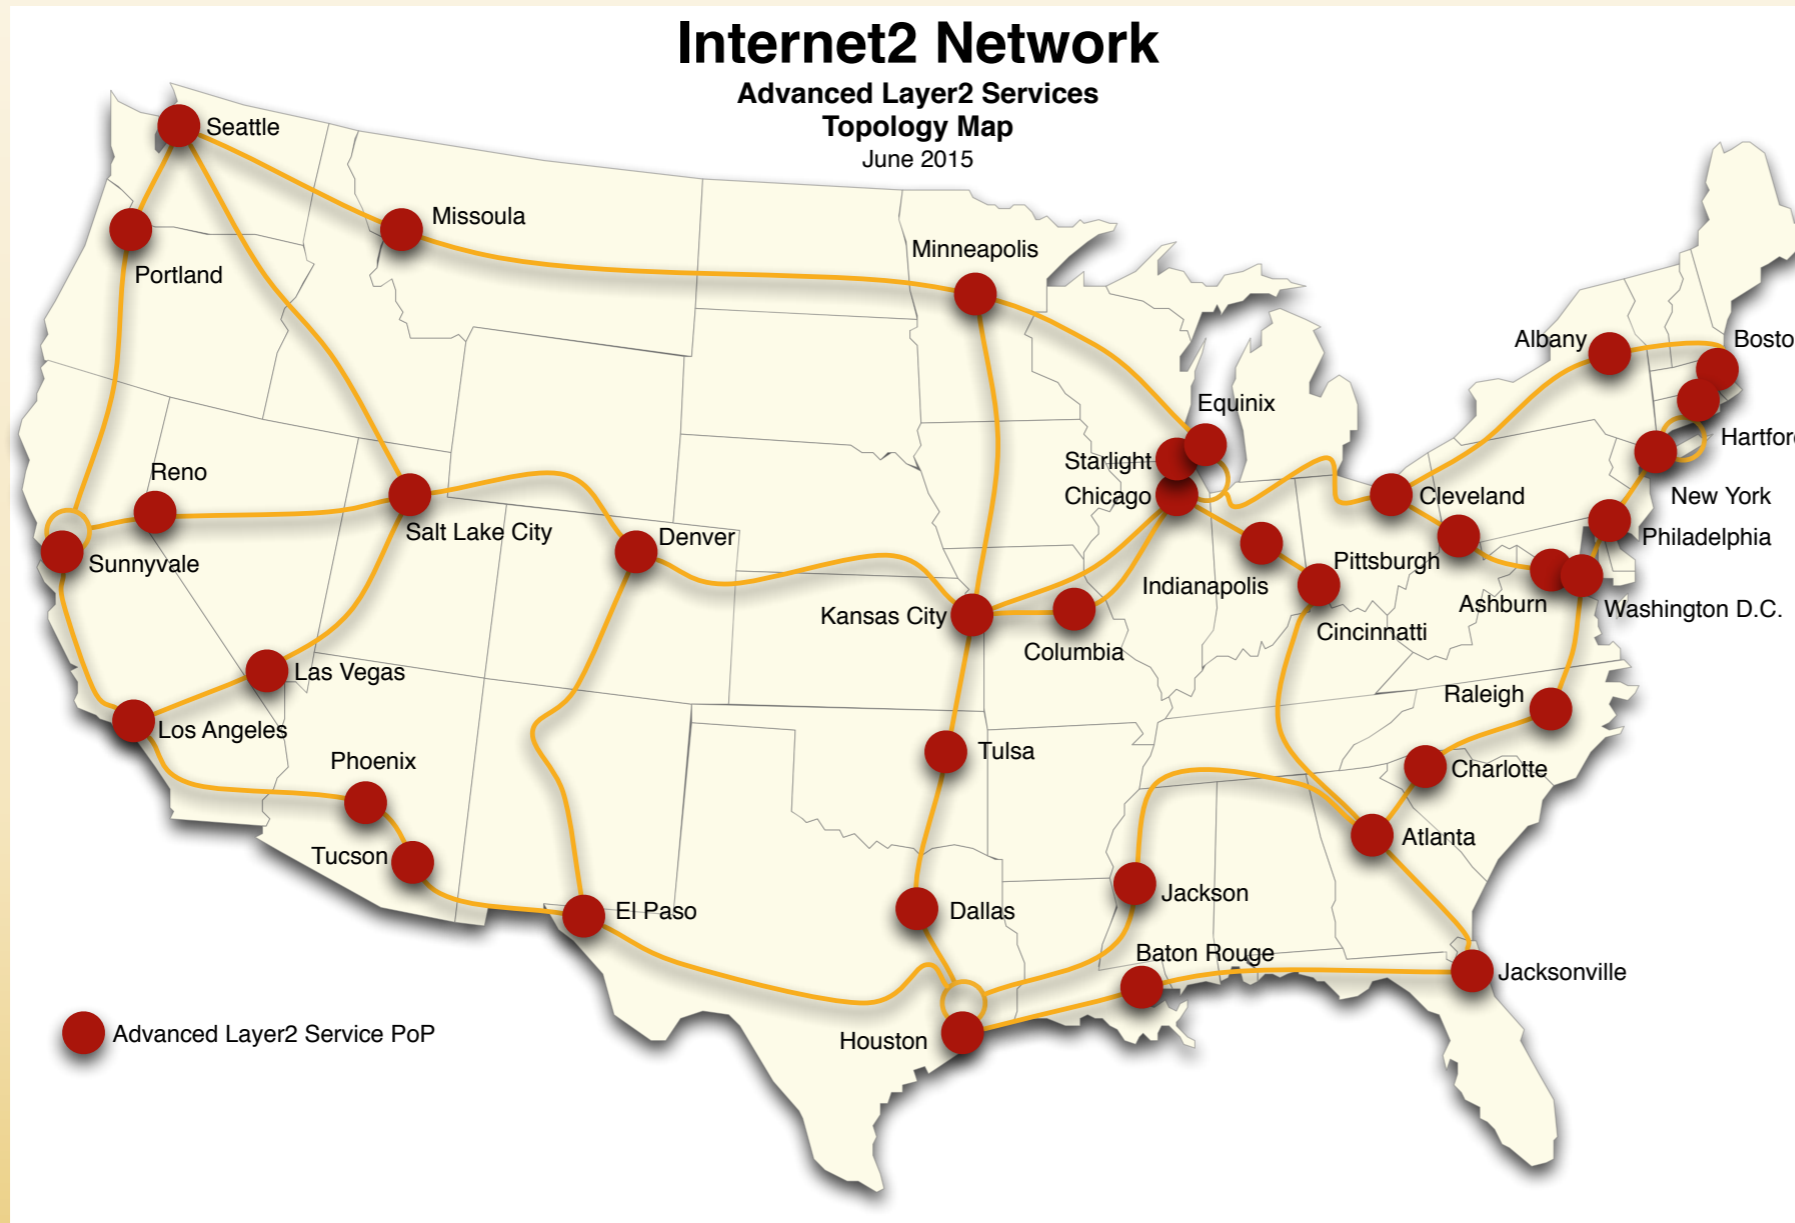 Internet2 Network
Advanced Layer2 Services
Topology Map
June 2015
Seattle
Missoula
Portland
Minneapolis
Albany
Bosto
Equinix
Hartfor
Starlight
Reno
Chicago
Cleveland
New York
Salt Lake City
Denver
Philadelphia
Sunnyvale
Pittsburgh
Indianapolis
Ashburn
Washington D.C.
Kansas City
Cincinnatti
Columbia
Las Vegas
Raleigh
Los Angeles
Tulsa
Phoenix
Charlotte
Atlanta
Tucson
Jackson
El Paso
Dallas
Baton Rouge
Jacksonville
Advanced Layer2 Service PoP
Houston